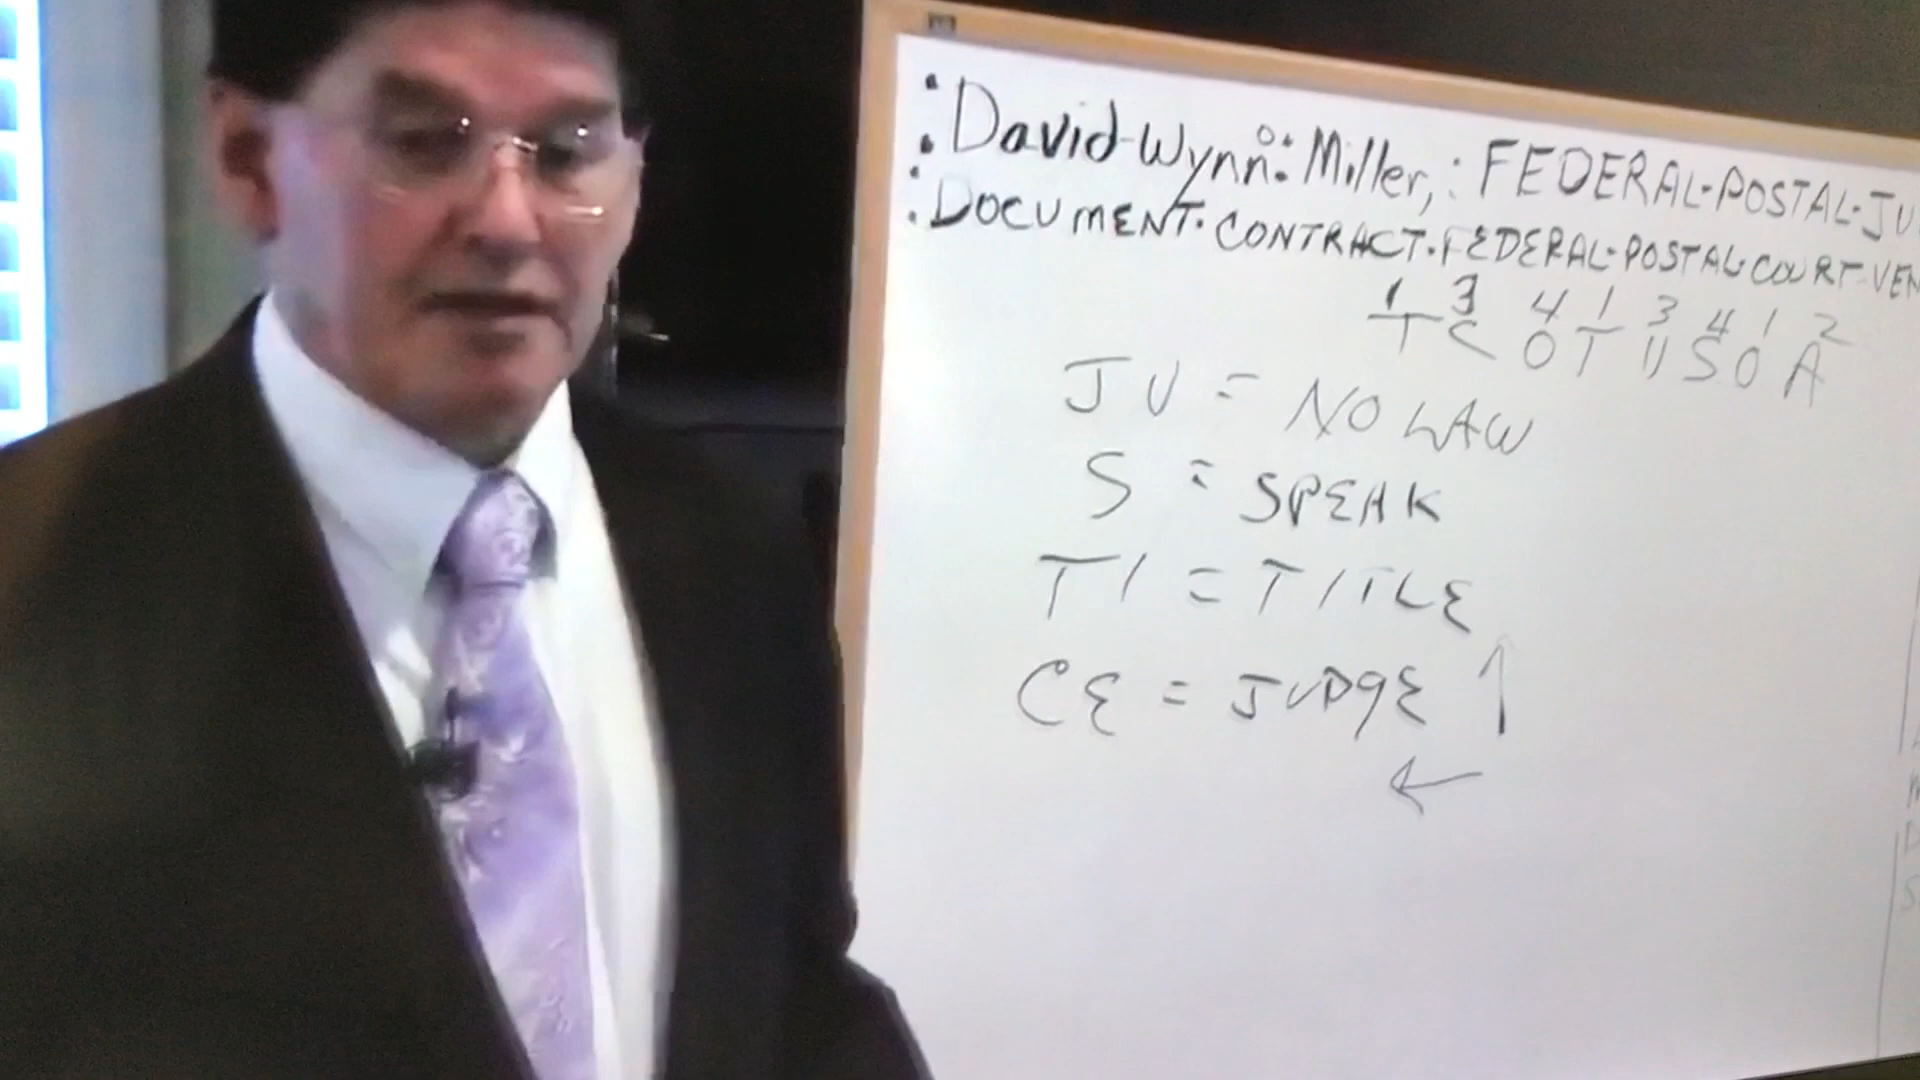 :David-Wynn: Miller,: FEDERAL-POSTAL-JU
:DOCUMENT-CONTRACT-FEDERAL-POSTAL-COURT-VEN
1 3 4 1 3 4 1 2
T C O T S O A
JU = NO LAW
S = SPEAK
TI = TITLE
CE = JUDGE